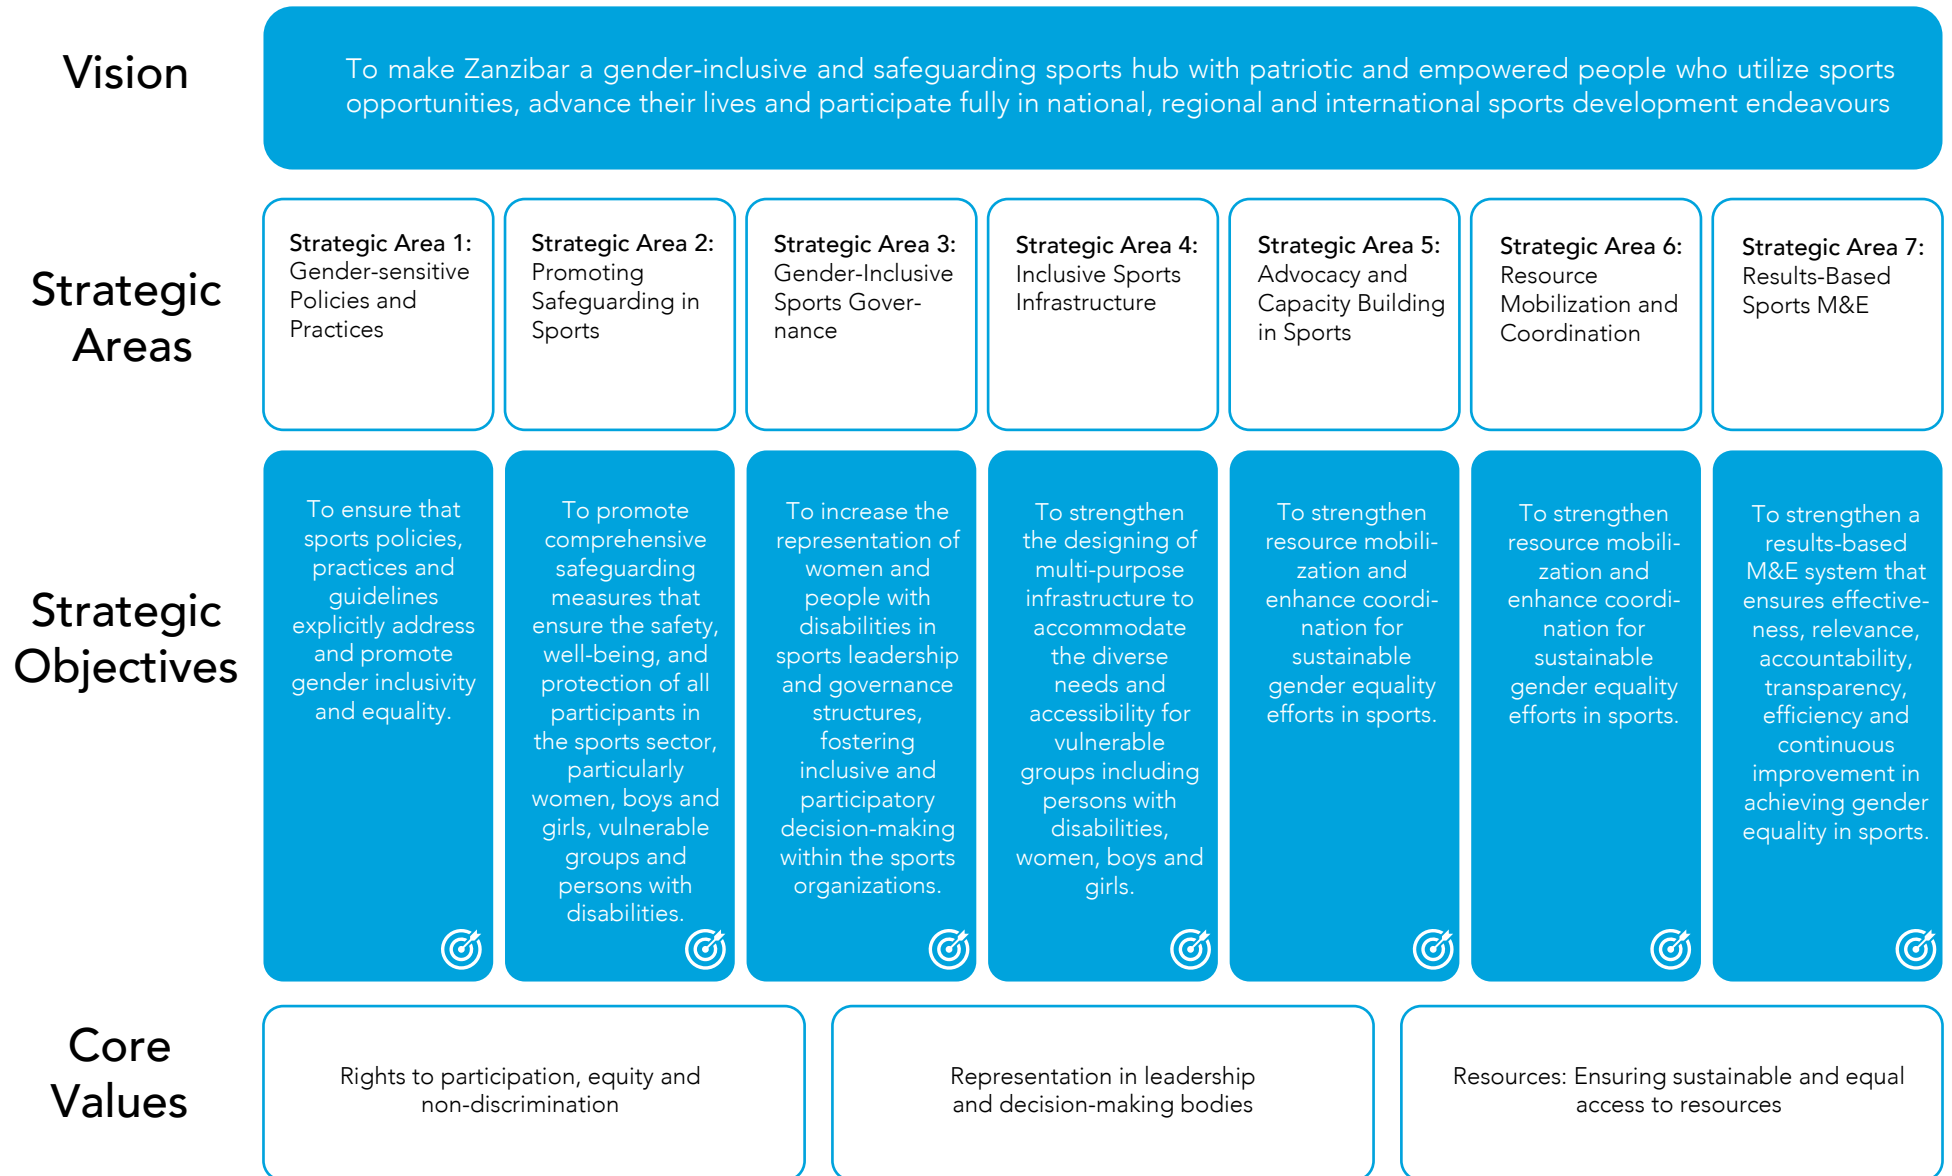 Vision
To make Zanzibar a gender-inclusive and safeguarding sports hub with patriotic and empowered people who utilize sports
opportunities, advance their lives and participate fully in national, regional and international sports development endeavours
Strategic
Areas
Strategic Area 1:
Gender-sensitive
Policies and
Practices
Strategic Area 2:
Promoting
Safeguarding in
Sports
Strategic Area 3:
Gender-Inclusive
Sports Gover-
nance
Strategic Area 4:
Inclusive Sports
Infrastructure
Strategic Area 5:
Advocacy and
Capacity Building
in Sports
Strategic Area 6:
Resource
Mobilization and
Coordination
Strategic Area 7:
Results-Based
Sports M&E
Strategic
Objectives
To ensure that
sports policies,
practices and
guidelines
explicitly address
and promote
gender inclusivity
and equality.
To promote
comprehensive
safeguarding
measures that
ensure the safety,
well-being, and
protection of all
participants in
the sports sector,
particularly
women, boys and
girls, vulnerable
groups and
persons with
disabilities.
To increase the
representation of
women and
people with
disabilities in
sports leadership
and governance
structures,
fostering
inclusive and
participatory
decision-making
within the sports
organizations.
To strengthen
the designing of
multi-purpose
infrastructure to
accommodate
the diverse
needs and
accessibility for
vulnerable
groups including
persons with
disabilities,
women, boys and
girls.
To strengthen
resource mobili-
zation and
enhance coordi-
nation for
sustainable
gender equality
efforts in sports.
To strengthen
resource mobili-
zation and
enhance coordi-
nation for
sustainable
gender equality
efforts in sports.
To strengthen a
results-based
M&E system that
ensures effective-
ness, relevance,
accountability,
transparency,
efficiency and
continuous
improvement in
achieving gender
equality in sports.
Core
Values
Rights to participation, equity and
non-discrimination
Representation in leadership
and decision-making bodies
Resources: Ensuring sustainable and equal
access to resources